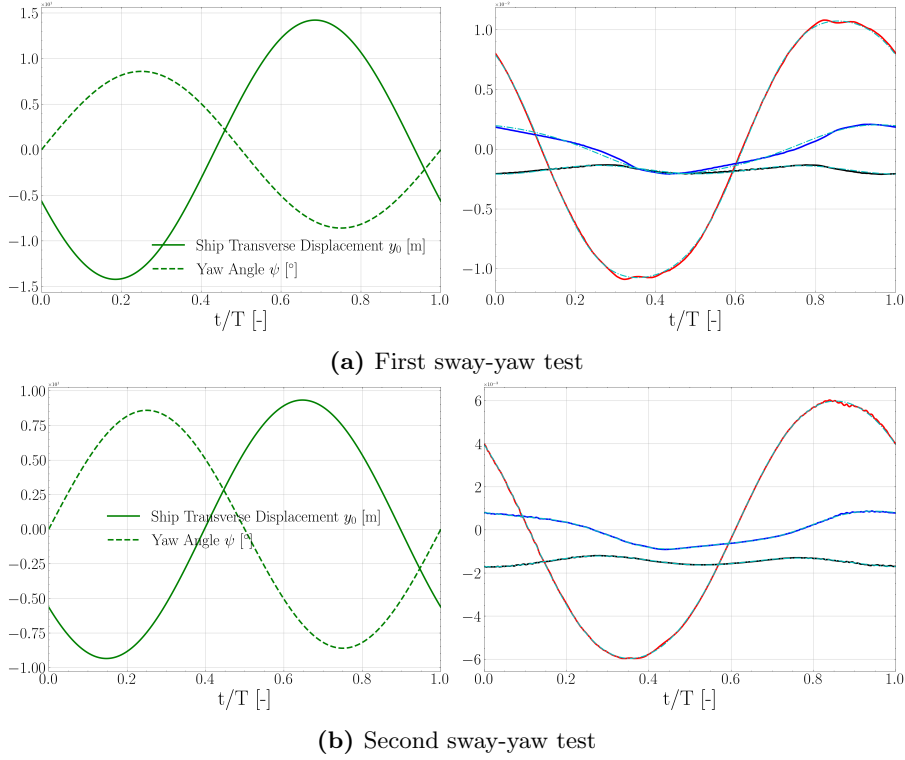 ×10¹
1.5
1.0
0.5
0.0
−0.5
−1.0
−1.5
0.0 0.2 0.4 0.6 0.8 1.0
t/T [-]
Ship Transverse Displacement y₀ [m]
Yaw Angle ψ [°]
×10⁻²
1.0
0.5
0.0
−0.5
−1.0
0.0 0.2 0.4 0.6 0.8 1.0
t/T [-]
(a) First sway-yaw test
×10¹
1.00
0.75
0.50
0.25
0.00
−0.25
−0.50
−0.75
−1.00
0.0 0.2 0.4 0.6 0.8 1.0
t/T [-]
Ship Transverse Displacement y₀ [m]
Yaw Angle ψ [°]
6
4
2
0
−2
−4
−6
0.0 0.2 0.4 0.6 0.8 1.0
t/T [-]
(b) Second sway-yaw test